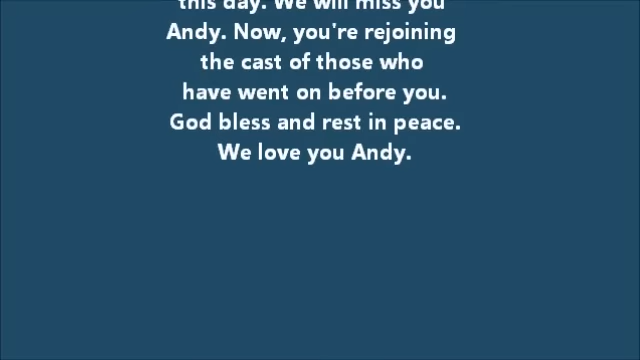 this day. We will miss you
Andy. Now, you're rejoining
the cast of those who
have went on before you.
God bless and rest in peace.
We love you Andy.